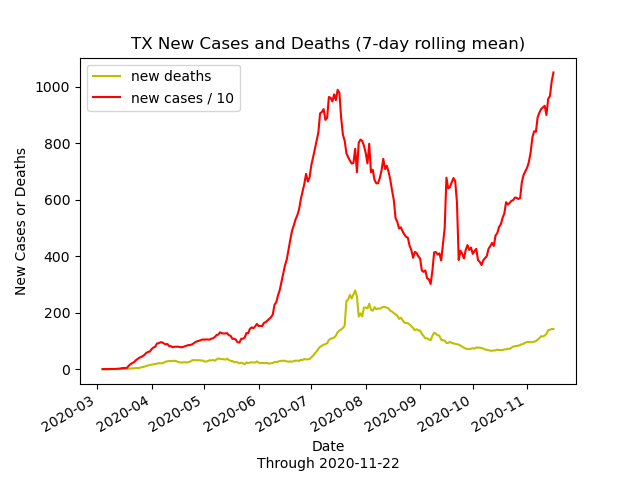 TX New Cases and Deaths (7-day rolling mean)
new deaths
new cases / 10
1000
800
600
400
200
0
New Cases or Deaths
2020-03
2020-04
2020-05
2020-06
2020-07
2020-08
2020-09
2020-10
2020-11
Date
Through 2020-11-22